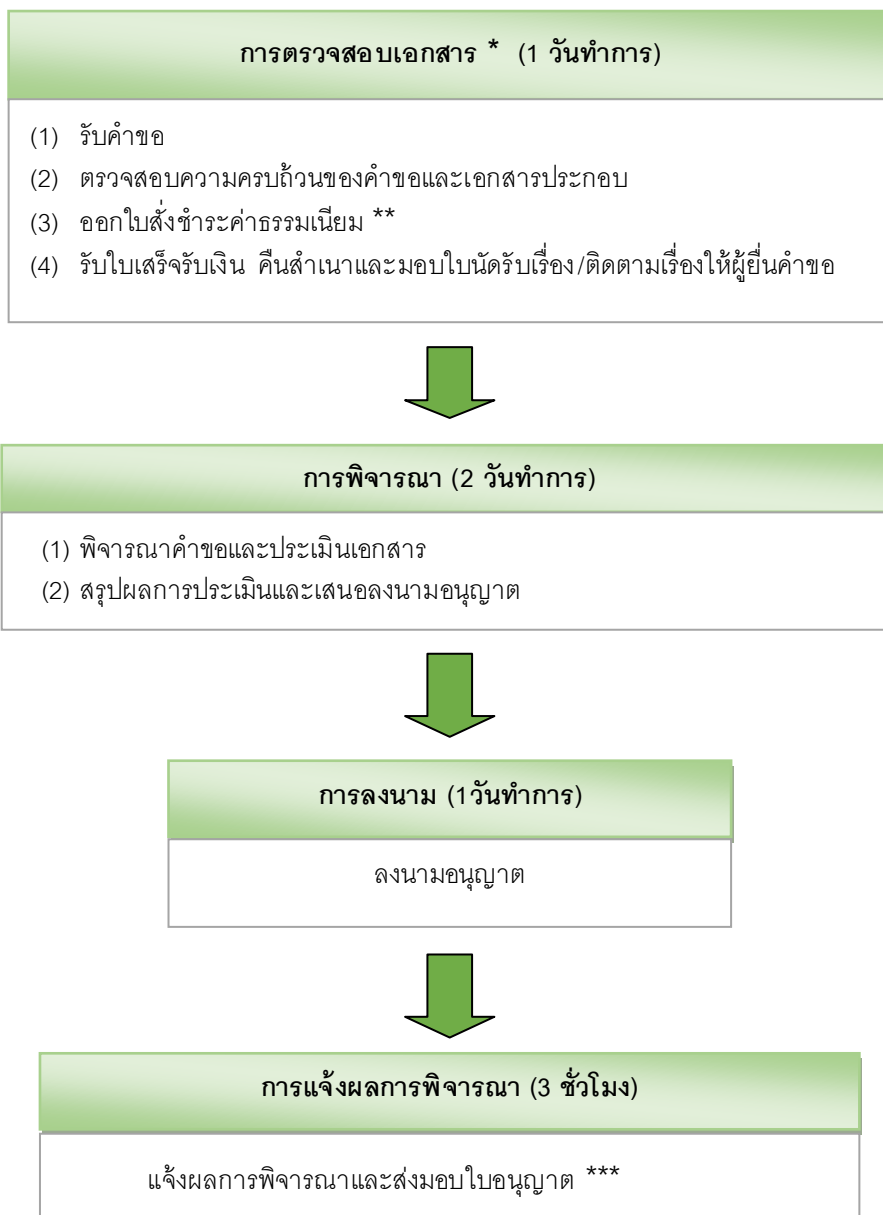 การตรวจสอบเอกสาร * (1 วันทำการ)
(1) รับคำขอ
(2) ตรวจสอบความครบถ้วนของคำขอและเอกสารประกอบ
(3) ออกใบสั่งชำระค่าธรรมเนียม **
(4) รับใบเสร็จรับเงิน คืนสำเนาและมอบใบนัดรับเรื่อง/ติดตามเรื่องให้ผู้ยื่นคำขอ
การพิจารณา (2 วันทำการ)
(1) พิจารณาคำขอและประเมินเอกสาร
(2) สรุปผลการประเมินและเสนอลงนามอนุญาต
การลงนาม (1วันทำการ)
ลงนามอนุญาต
การแจ้งผลการพิจารณา (3 ชั่วโมง)
แจ้งผลการพิจารณาและส่งมอบใบอนุญาต ***